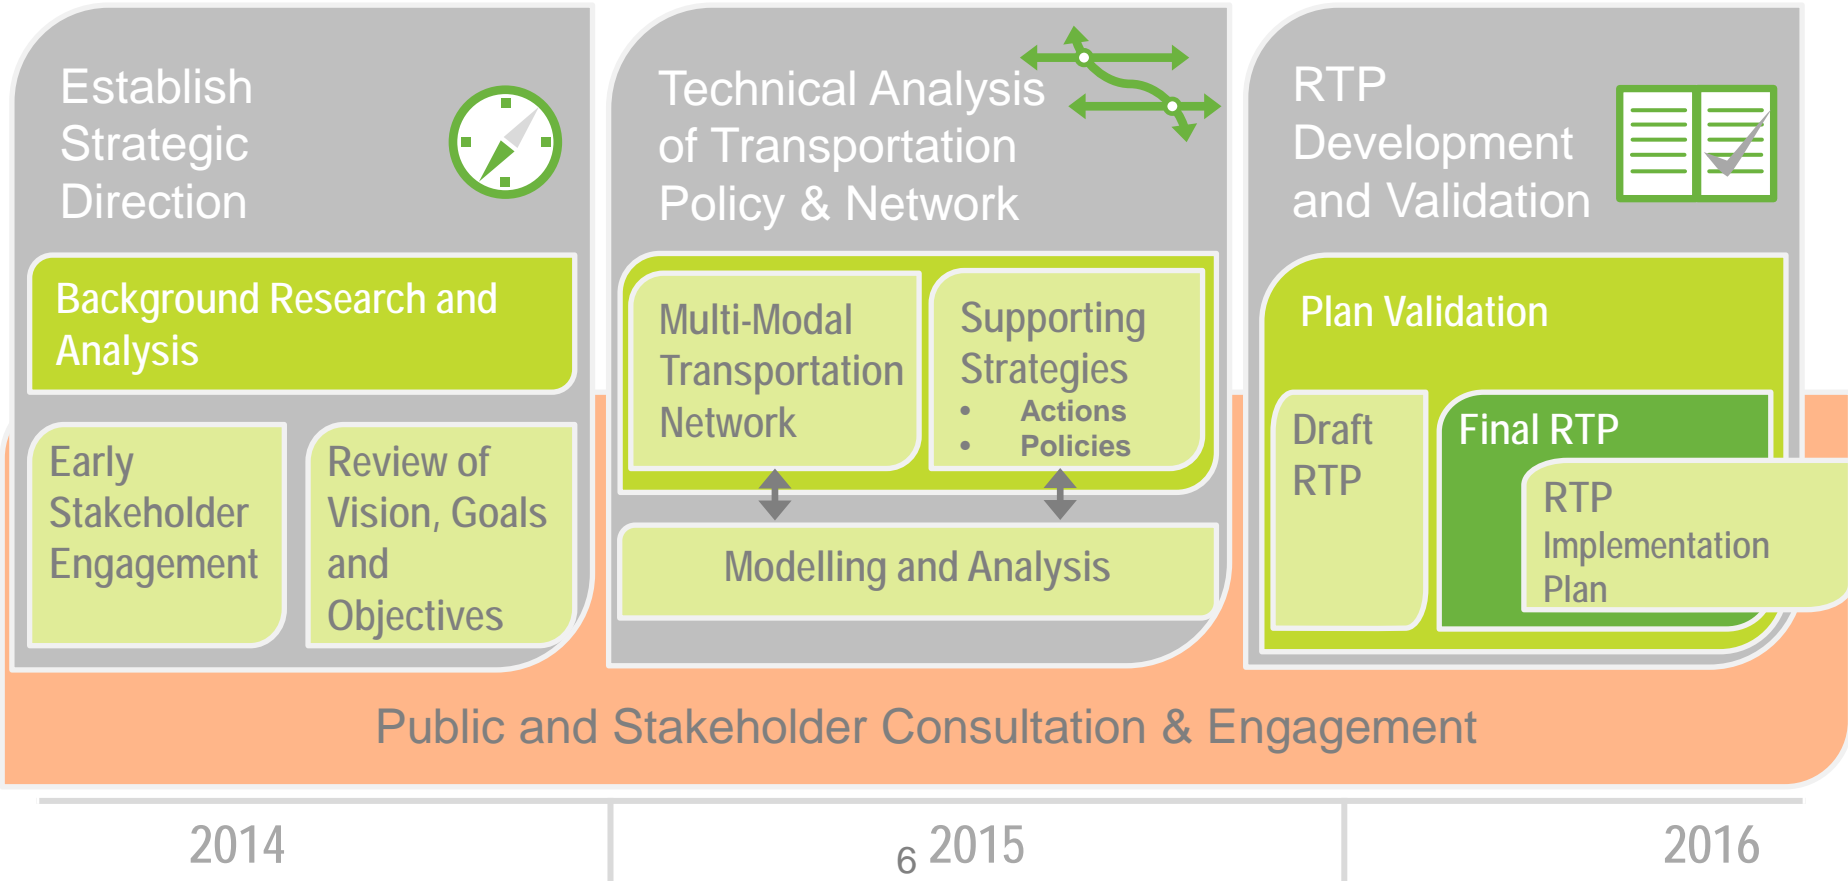 Establish
Strategic
Direction
Background Research and
Analysis
Early
Stakeholder
Engagement
Review of
Vision, Goals
and
Objectives
Technical Analysis
of Transportation
Policy & Network
Multi-Modal
Transportation
Network
Supporting
Strategies
• Actions
• Policies
Modelling and Analysis
RTP
Development
and Validation
Plan Validation
Draft
RTP
Final RTP
RTP
Implementation
Plan
Public and Stakeholder Consultation & Engagement
2014
2015
2016
6